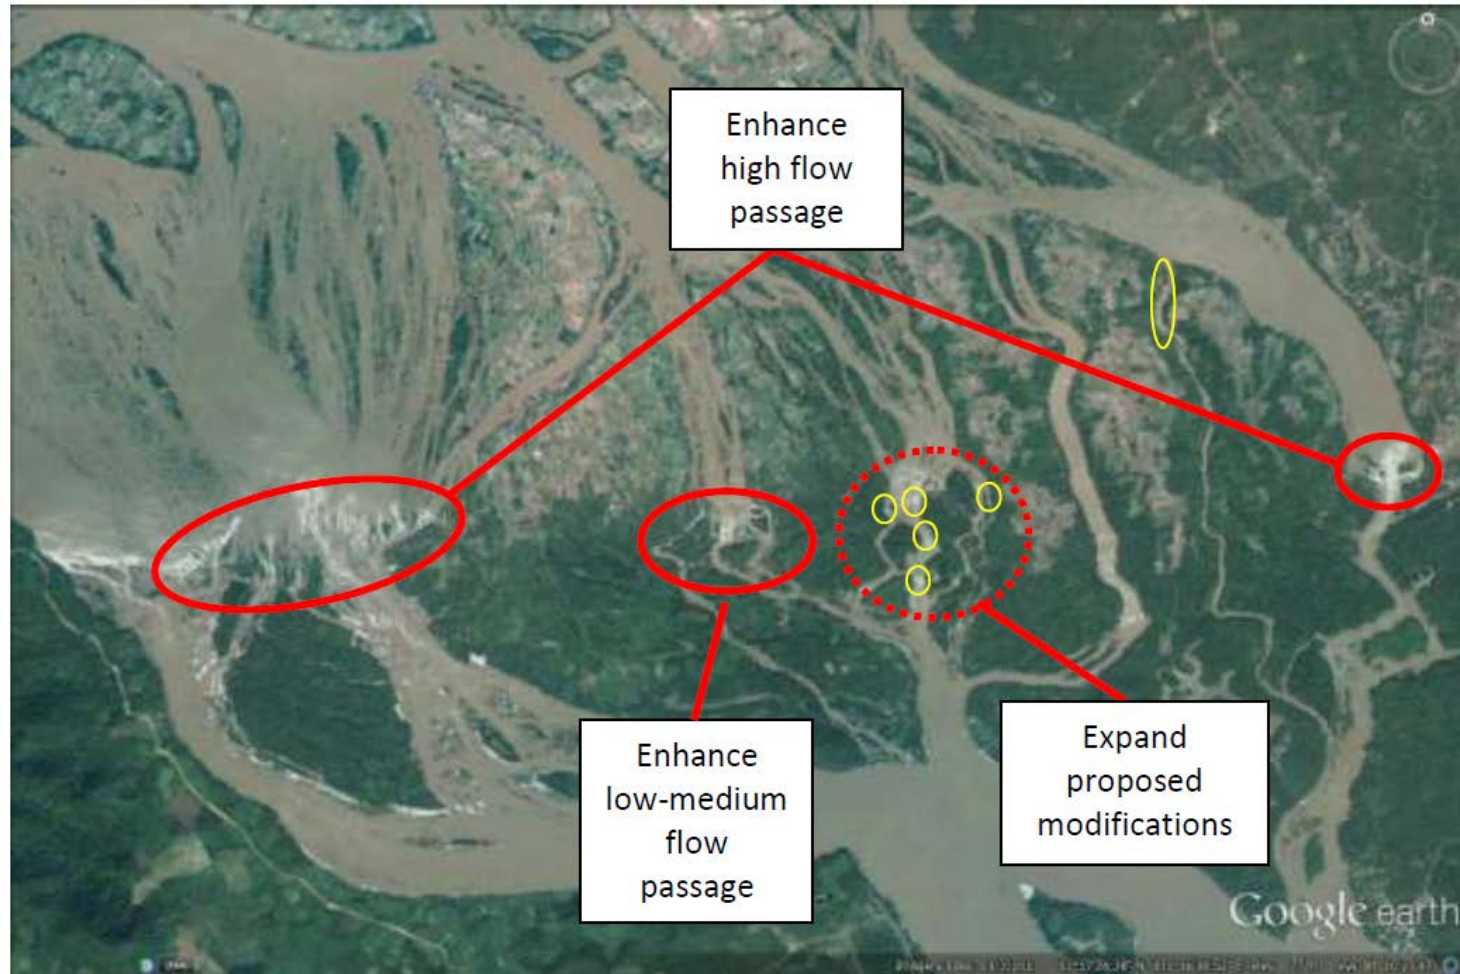 Enhance
high flow
passage
Enhance
low-medium
flow
passage
Expand
proposed
modifications
Google earth